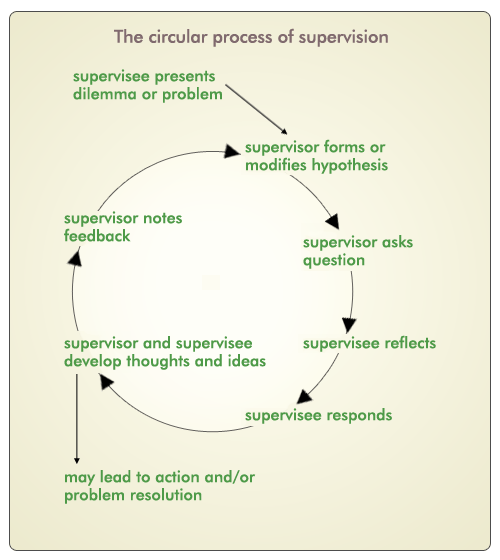 The circular process of supervision
supervisee presents
dilemma or problem
supervisor forms or
modifies hypothesis
supervisor asks
question
supervisee reflects
supervisee responds
supervisor and supervisee
develop thoughts and ideas
supervisor notes
feedback
may lead to action and/or
problem resolution